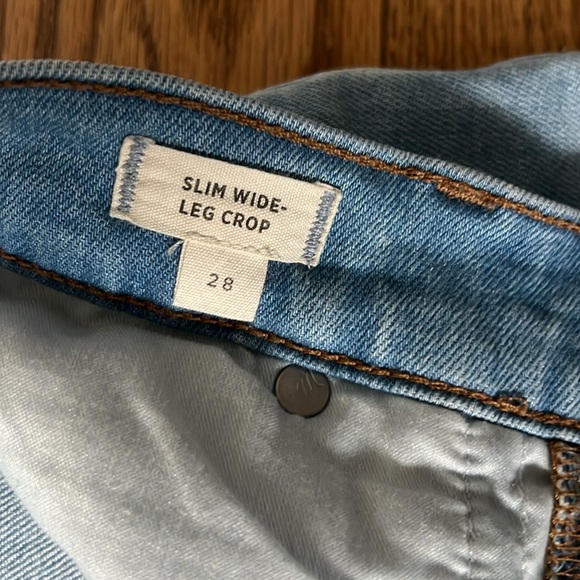 SLIM WIDE-
LEG CROP
28